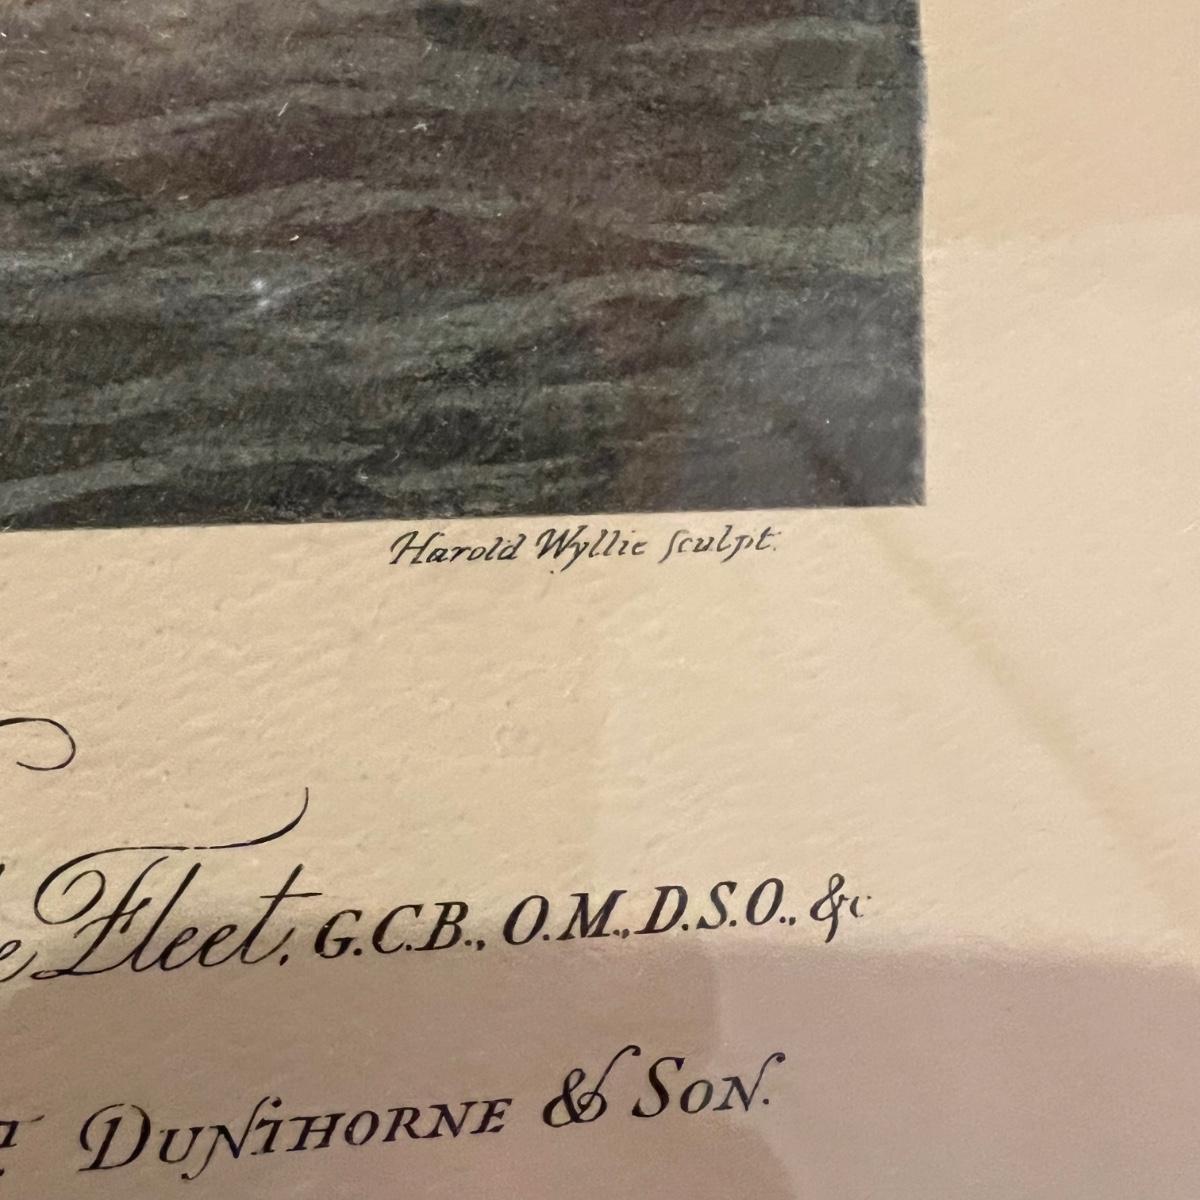 Harold Wyllie ſculpt.
Fleet, G.C.B., O.M., D.S.O., &c
DUNTHORNE & SON.